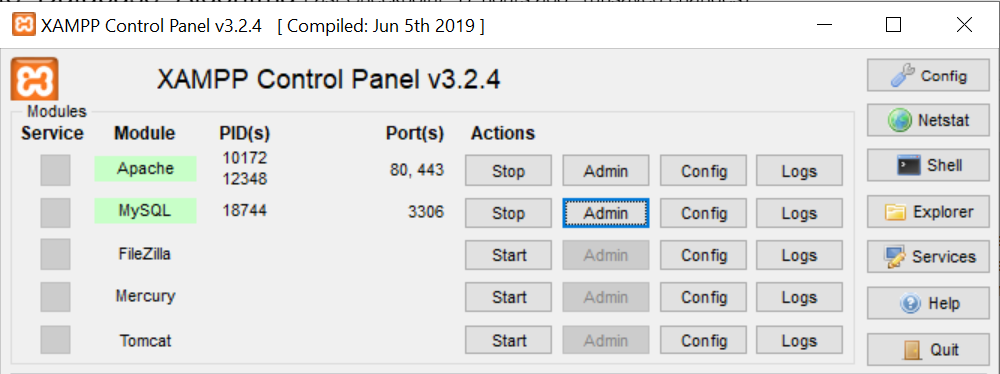 XAMPP Control Panel v3.2.4 [ Compiled: Jun 5th 2019 ]
XAMPP Control Panel v3.2.4
Config
Modules
Service Module PID(s) Port(s) Actions
Netstat
Apache 10172 12348 80, 443 Stop Admin Config Logs
Shell
MySQL 18744 3306 Stop Admin Config Logs
Explorer
FileZilla Start Admin Config Logs
Services
Mercury Start Admin Config Logs
Help
Tomcat Start Admin Config Logs
Quit